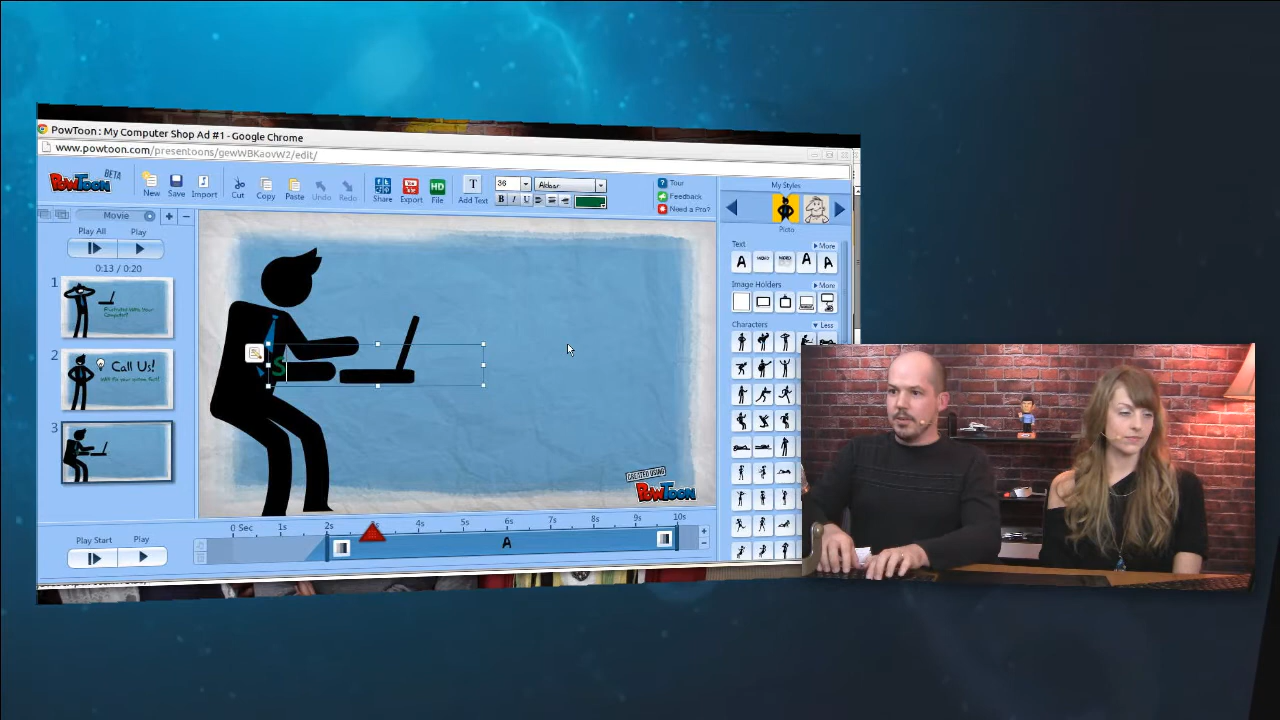 PowToon : My Computer Shop Ad #1 - Google Chrome
www.powtoon.com/presentoons/gewWBKaovW2/edit/
POWTOON BETA
New Save Import Cut Copy Paste Undo Redo Share Export File Add Text
HD
T
36
B I U
Tour
Feedback
Need a Pro?
My Styles
Movie
Play All Play
0:13 / 0:20
1
2
Call Us!
3
S
CREATED USING
POWTOON
Text More
A A A
Image Holders More
Characters Less
0 Sec 1s 2s 4s 5s 6s 7s 8s 9s 10s
Play Start Play
A